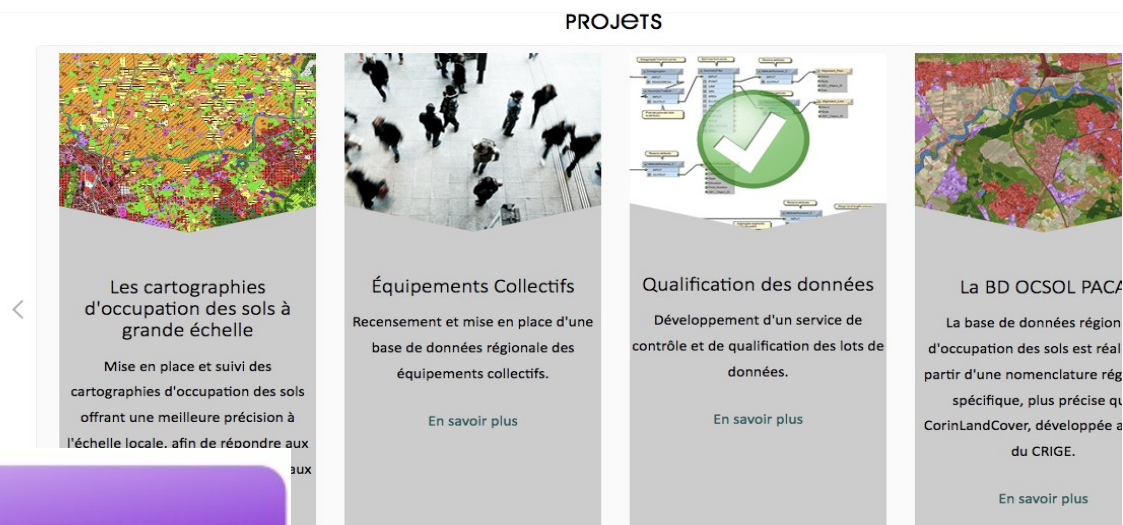 PROJETS
Les cartographies
d'occupation des sols à
grande échelle
Mise en place et suivi des
cartographies d'occupation des sols
offrant une meilleure précision à
l'échelle locale, afin de répondre aux
aux
Équipements Collectifs
Recensement et mise en place d'une
base de données régionale des
équipements collectifs.
En savoir plus
Qualification des données
Développement d'un service de
contrôle et de qualification des lots de
données.
En savoir plus
La BD OCSOL PACA
La base de données région
d'occupation des sols est réal
partir d'une nomenclature rég
spécifique, plus précise qu
CorinLandCover, développée a
du CRIGE.
En savoir plus